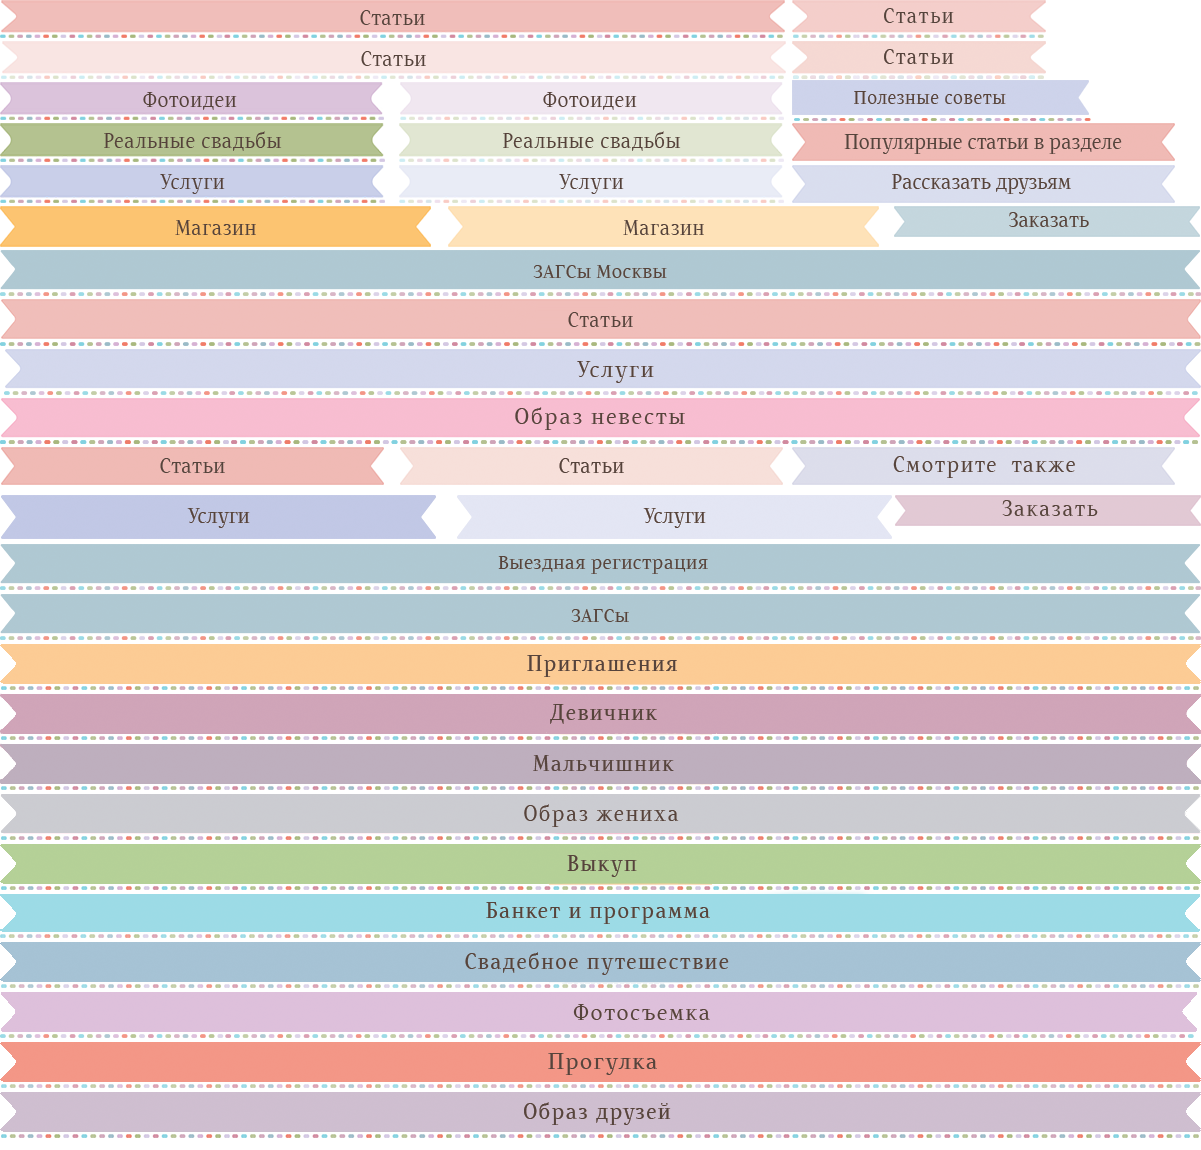 Статьи
Статьи
Статьи
Статьи
Фотоидеи
Фотоидеи
Полезные советы
Реальные свадьбы
Реальные свадьбы
Популярные статьи в разделе
Услуги
Услуги
Рассказать друзьям
Магазин
Магазин
Заказать
ЗАГСы Москвы
Статьи
Услуги
Образ невесты
Статьи
Статьи
Смотрите также
Услуги
Услуги
Заказать
Выездная регистрация
ЗАГСы
Приглашения
Девичник
Мальчишник
Образ жениха
Выкуп
Банкет и программа
Свадебное путешествие
Фотосъемка
Прогулка
Образ друзей